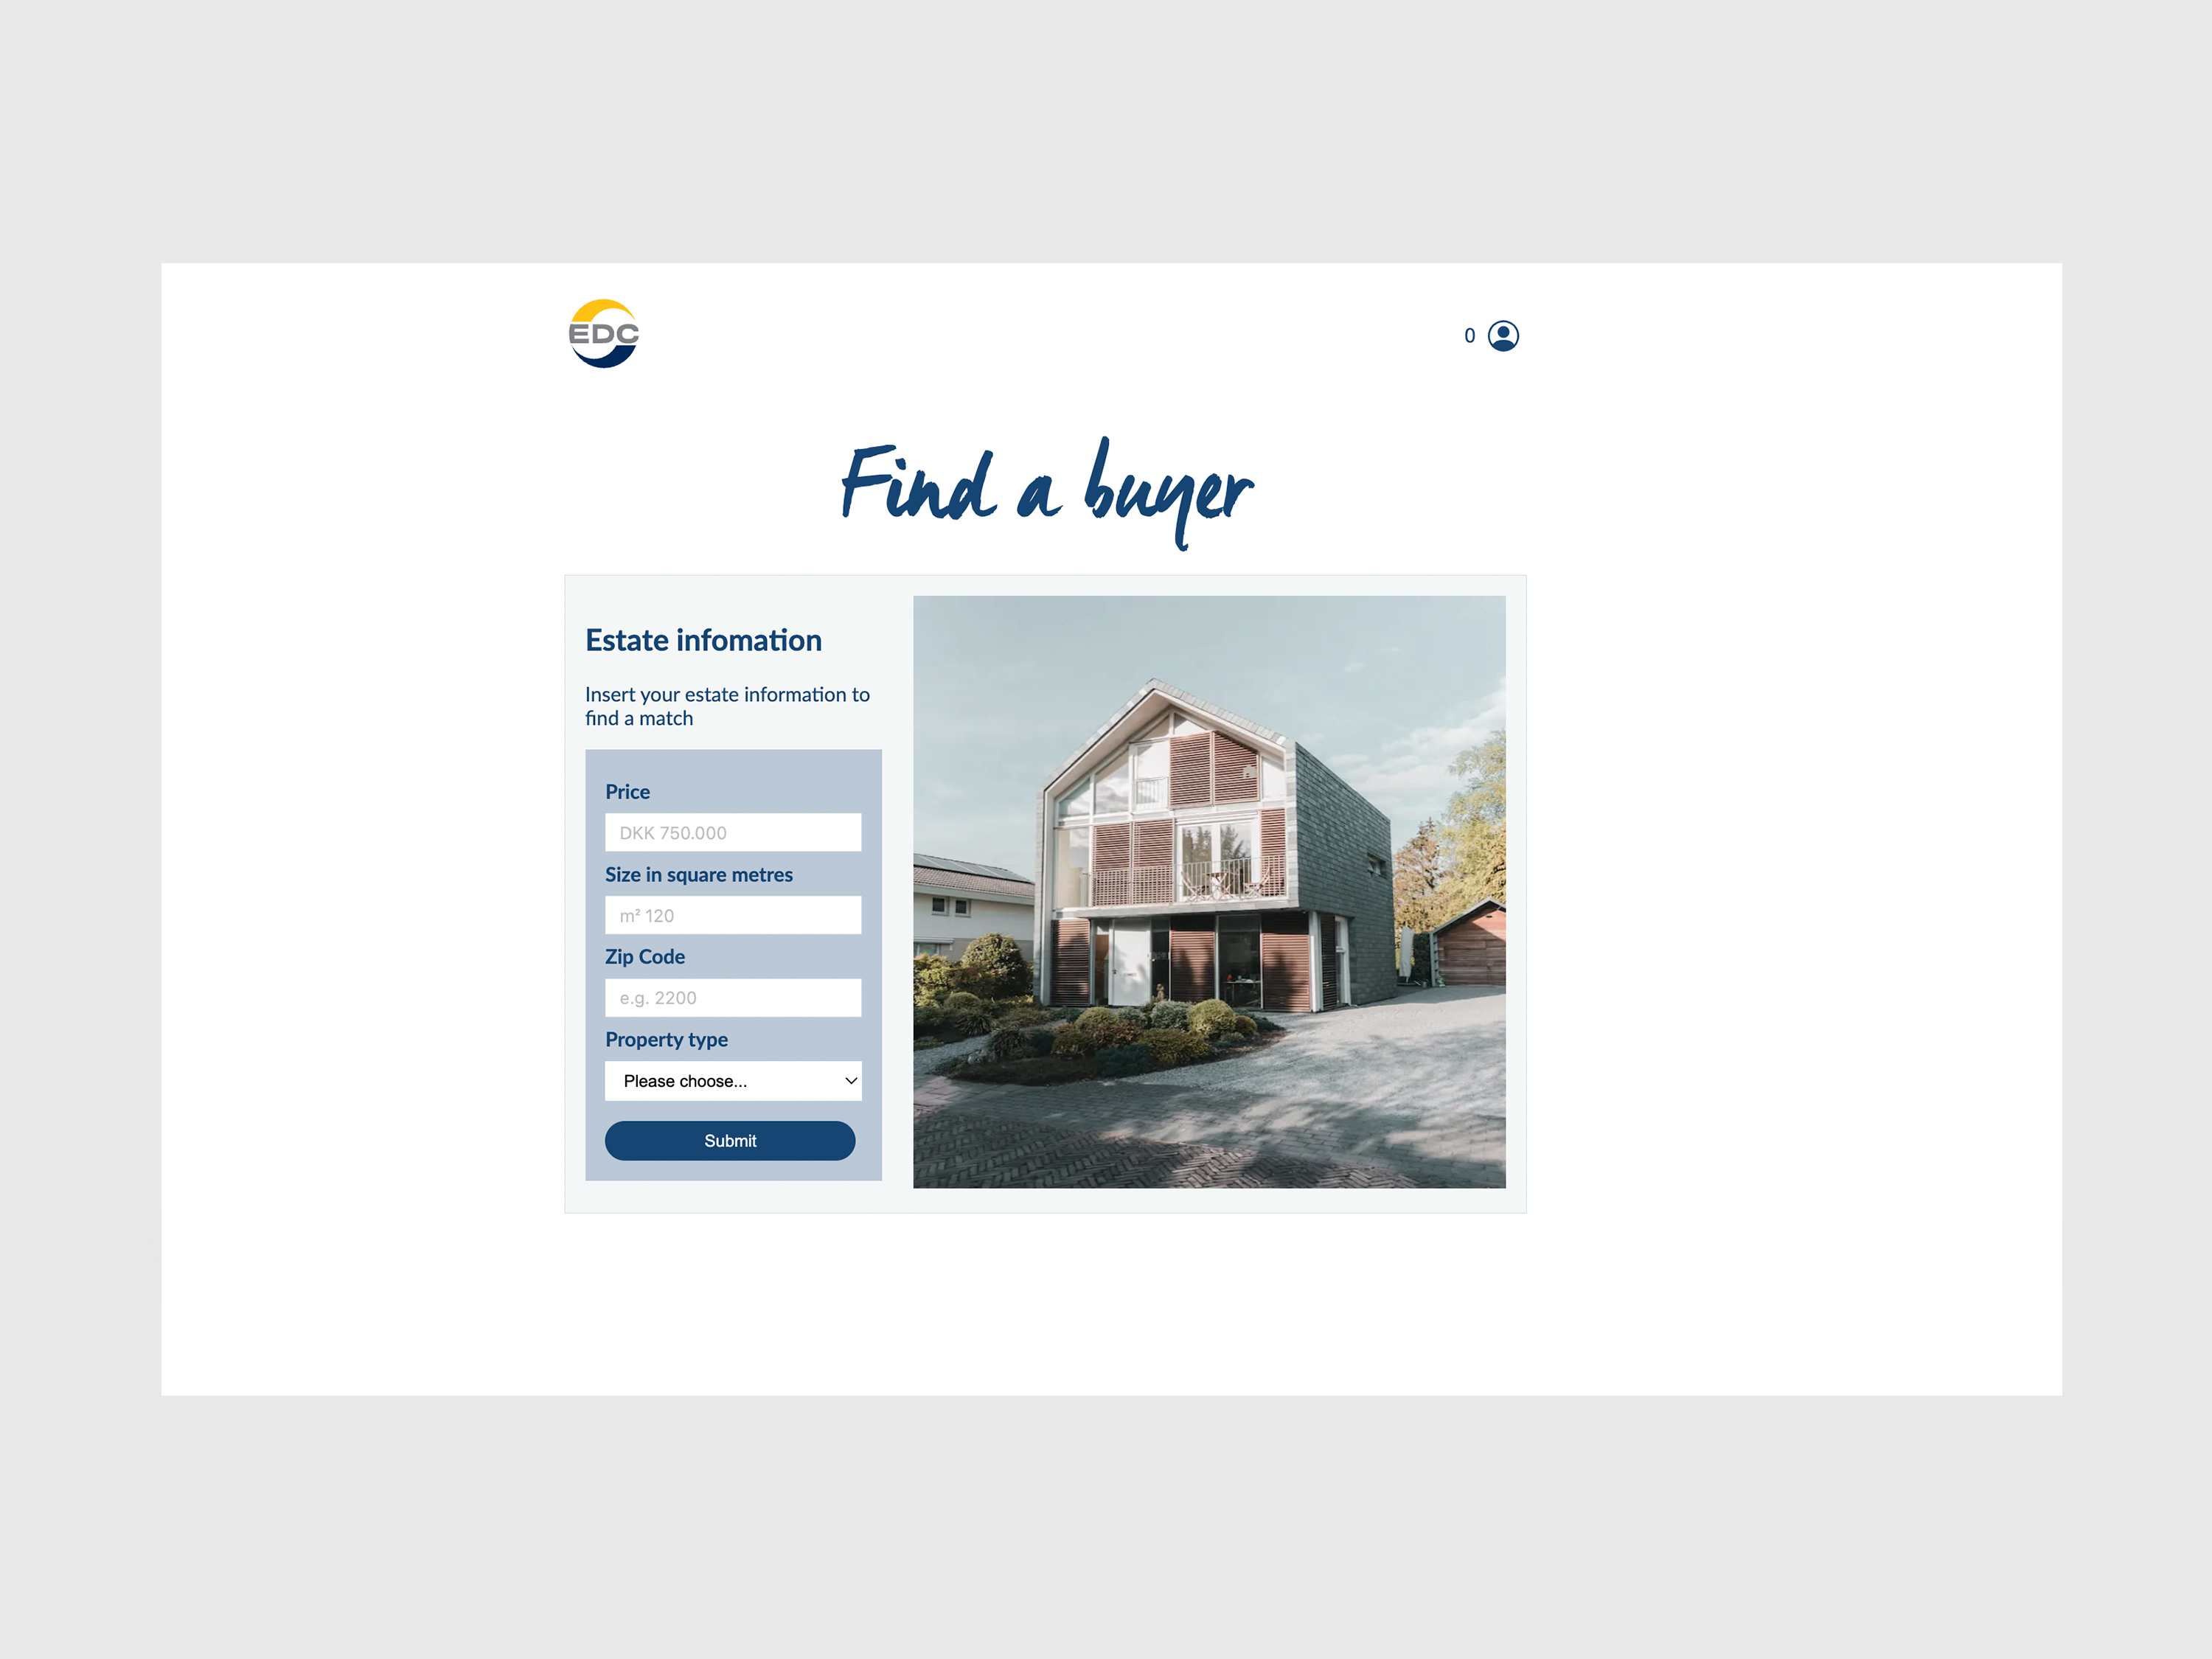 EDC
0
Find a buyer
Estate infomation
Insert your estate information to
find a match
Price
DKK 750.000
Size in square metres
m² 120
Zip Code
e.g. 2200
Property type
Please choose...
Submit